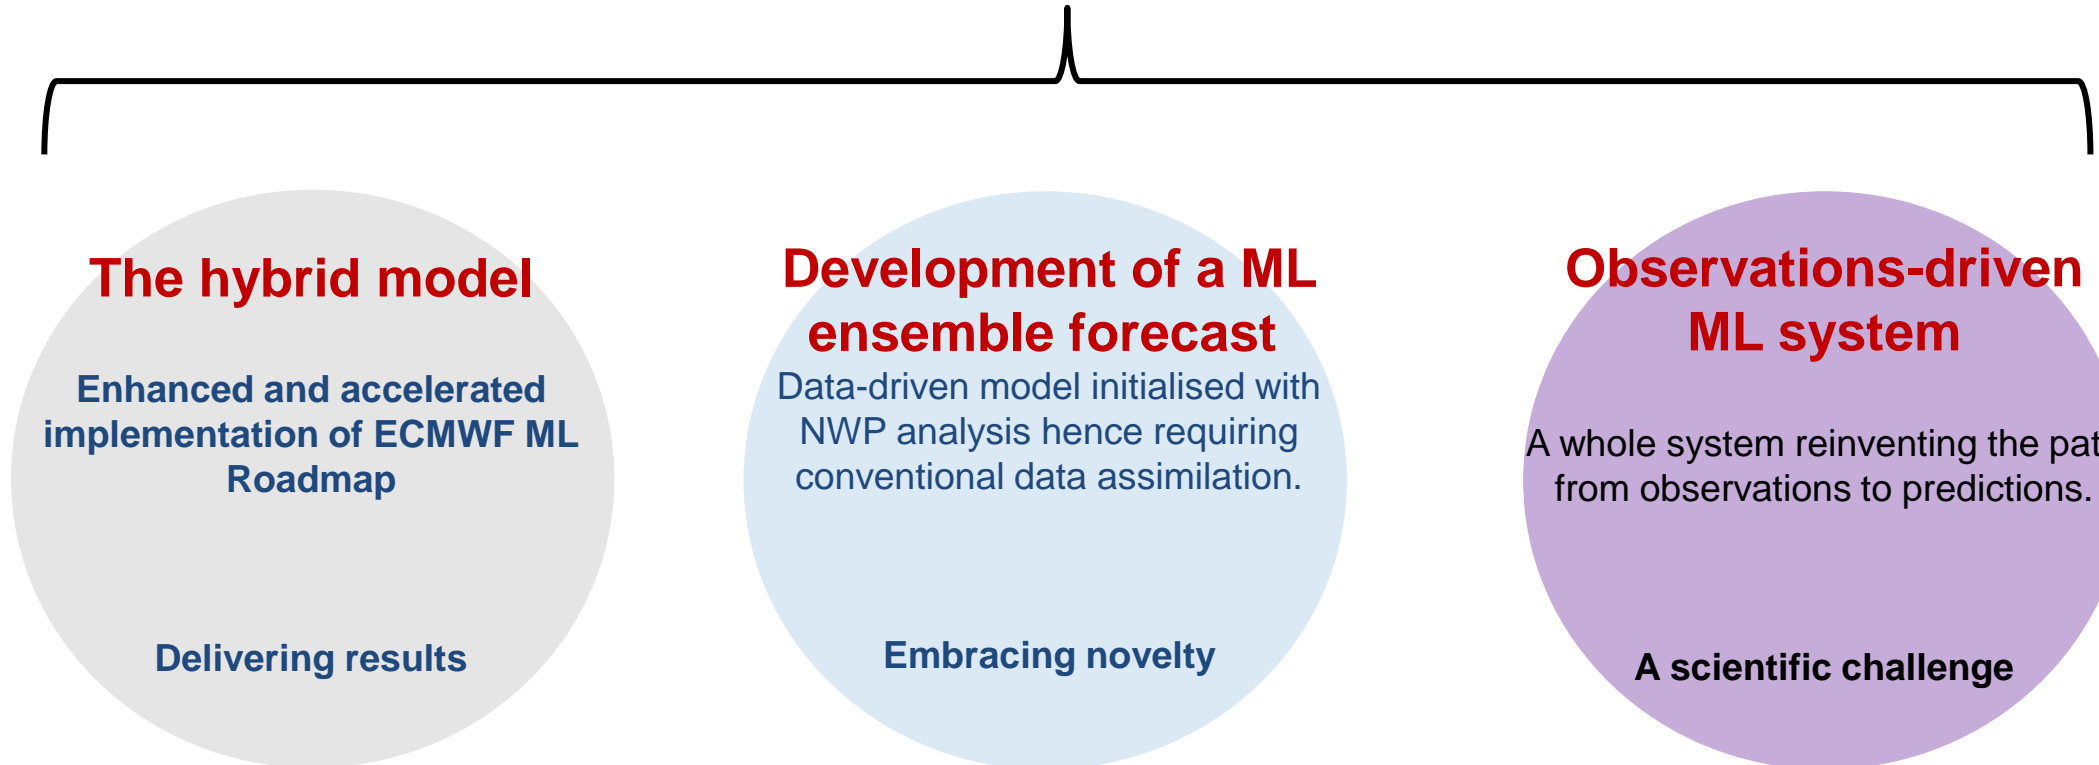 The hybrid model
Enhanced and accelerated
implementation of ECMWF ML
Roadmap
Delivering results
Development of a ML
ensemble forecast
Data-driven model initialised with
NWP analysis hence requiring
conventional data assimilation.
Embracing novelty
Observations-driven
ML system
A whole system reinventing the
from observations to predictions.
A scientific challenge